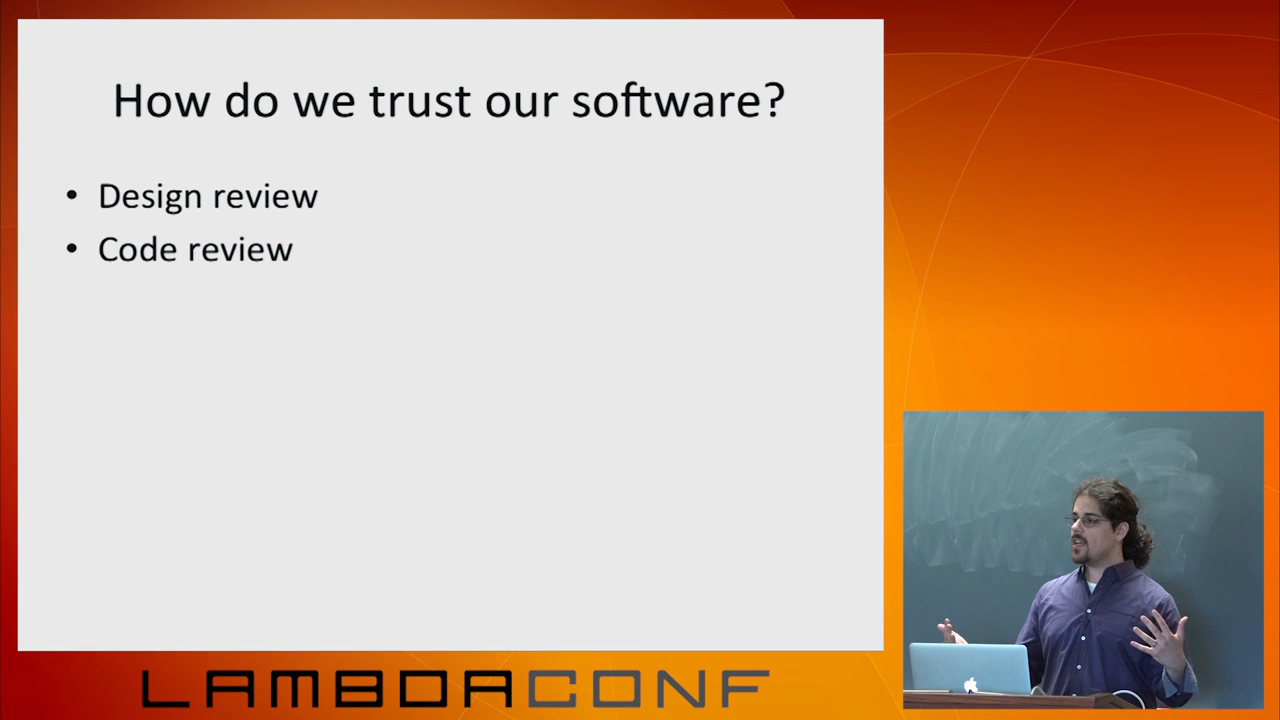 How do we trust our software?
• Design review
• Code review
LAMBDACONF